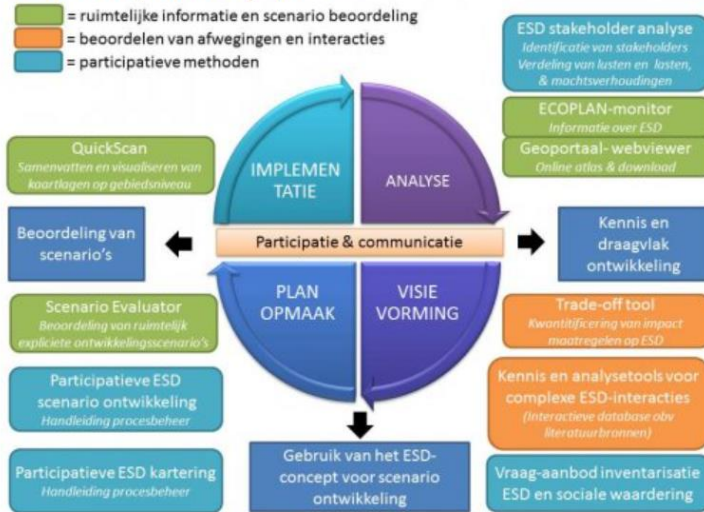 = ruimtelijke informatie en scenario beoordeling
= beoordelen van afwegingen en interacties
= participatieve methoden
ESD stakeholder analyse
Identificatie van stakeholders
Verdeling van lusten en lasten,
& machtsverhoudingen
ECOPLAN-monitor
Informatie over ESD
Geoportaal- webviewer
Online atlas & download
QuickScan
Samenvatten en visualiseren van
kaartlagen op gebiedsniveau
IMPLEMEN
TATIE
ANALYSE
Beoordeling van
scenario's
Participatie & communicatie
Kennis en
draagvlak
ontwikkeling
PLAN
OPMAAK
VISIE
VORMING
Scenario Evaluator
Beoordeling van ruimtelijk
expliciete ontwikkelingsscenario's
Trade-off tool
Kwantitificering van impact
maatregelen op ESD
Participatieve ESD
scenario ontwikkeling
Handleiding procesbeheer
Kennis en analysetools voor
complexe ESD-interacties
(Interactieve database obv
literatuurbronnen)
Gebruik van het ESD-
concept voor scenario
ontwikkeling
Participatieve ESD kartering
Handleiding procesbeheer
Vraag-aanbod inventarisatie
ESD en sociale waardering